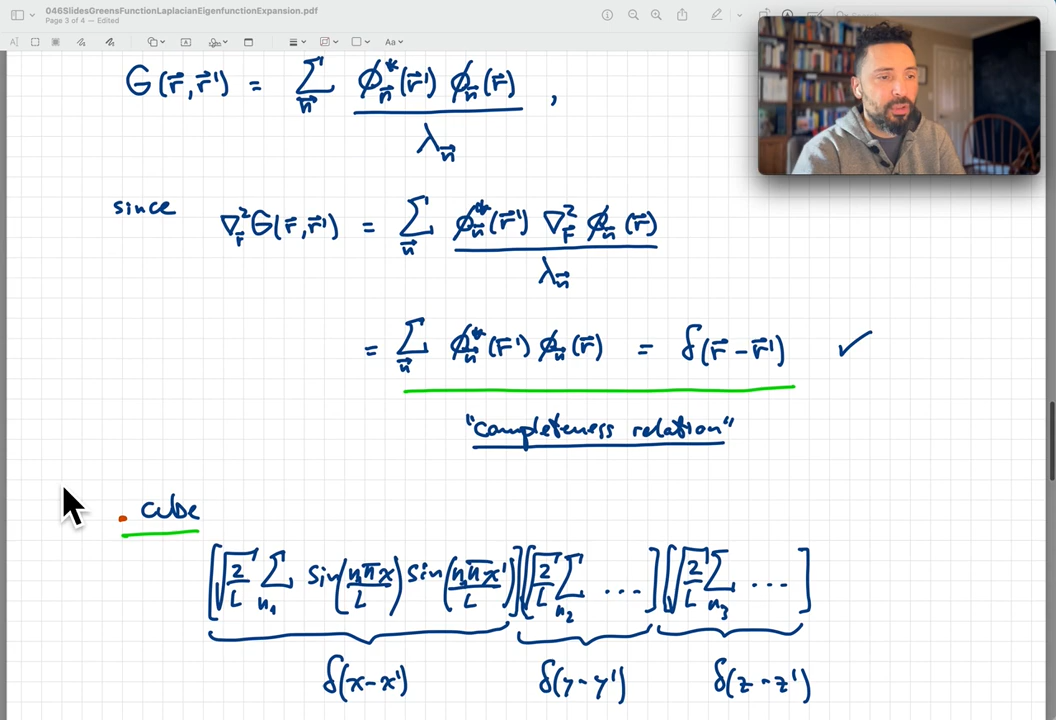 046SlidesGreensFunctionLaplacianEigenfunctionExpansion.pdf
Page 3 of 4 — Edited
G(r⃗,r⃗') = Σ_n⃗ ϕ*_n⃗(r⃗') ϕ_n⃗(r⃗) / λ_n⃗ ,
since ∇²_r⃗ G(r⃗,r⃗') = Σ_n⃗ ϕ*_n⃗(r⃗') ∇²_r⃗ ϕ_n⃗(r⃗) / λ_n⃗
= Σ_n⃗ ϕ*_n⃗(r⃗') ϕ_n⃗(r⃗) = δ(r⃗ - r⃗') ✓
"completeness relation"
. cube
[√(2/L) Σ_n₁ sin(n₁πx/L) sin(n₁πx'/L)] [√(2/L) Σ_n₂ ...] [√(2/L) Σ_n₃ ...]
δ(x-x') δ(y-y') δ(z-z')